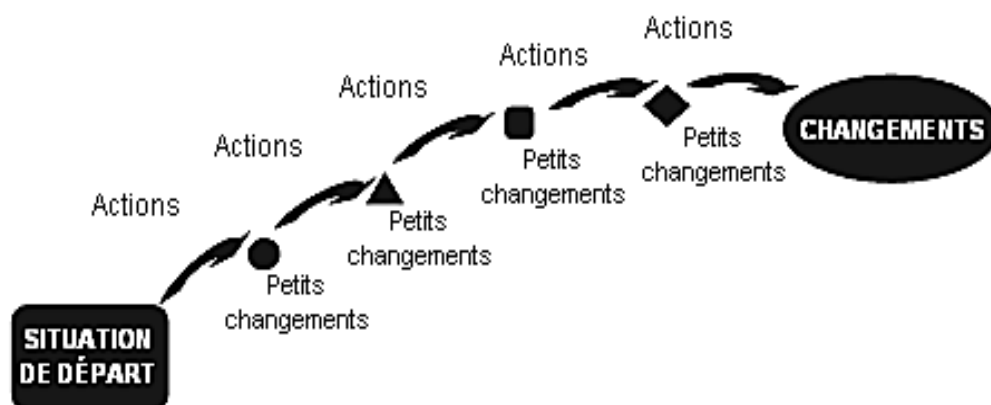 Actions
Actions
Actions
Actions
Actions
CHANGEMENTS
Petits
changements
Petits
changements
Petits
changements
Petits
changements
SITUATION
DE DÉPART